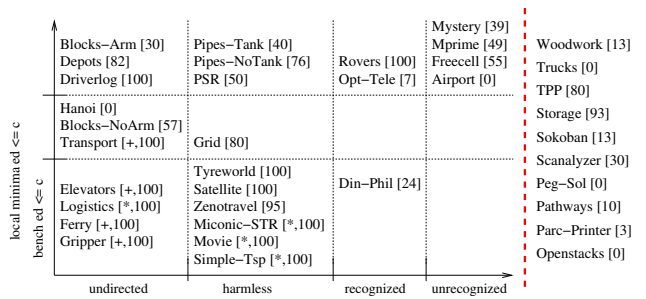 Mystery [39]
Blocks−Arm [30] Pipes−Tank [40] Mprime [49] Woodwork [13]
Depots [82] Pipes−NoTank [76] Rovers [100] Freecell [55] Trucks [0]
Driverlog [100] PSR [50] Opt−Tele [7] Airport [0] TPP [80]
Hanoi [0] Storage [93]
Blocks−NoArm [57] Sokoban [13]
Transport [+,100] Grid [80] Scanalyzer [30]
Tyreworld [100] Din−Phil [24] Peg−Sol [0]
Elevators [+,100] Satellite [100] Pathways [10]
Logistics [*,100] Zenotravel [95] Parc−Printer [3]
Ferry [+,100] Miconic−STR [*,100] Openstacks [0]
Gripper [+,100] Movie [*,100]
Simple−Tsp [*,100]
local minima ed <= c
bench ed <= c
undirected harmless recognized unrecognized